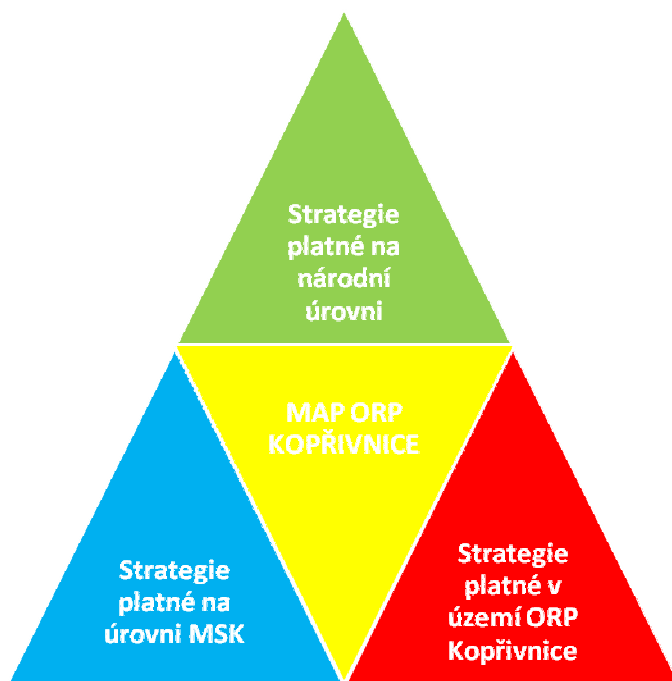 Strategie
platné na
národní
úrovni
MAP ORP
KOPŘIVNICE
Strategie
platné na
úrovni MSK
Strategie
platné v
území ORP
Kopřivnice